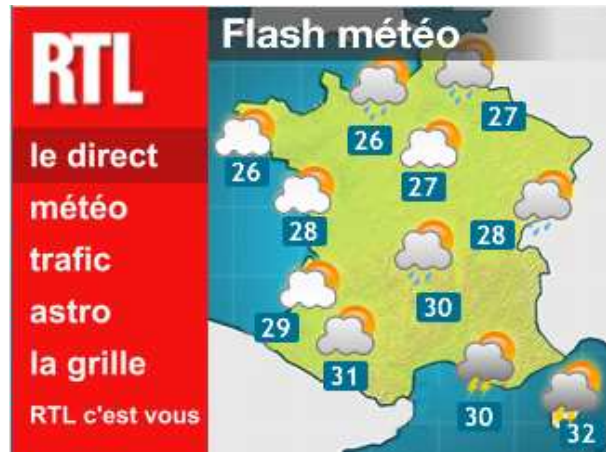 RTL
le direct
météo
trafic
astro
la grille
RTL c'est vous
Flash météo
26
27
26
27
28
28
30
29
31
30
32